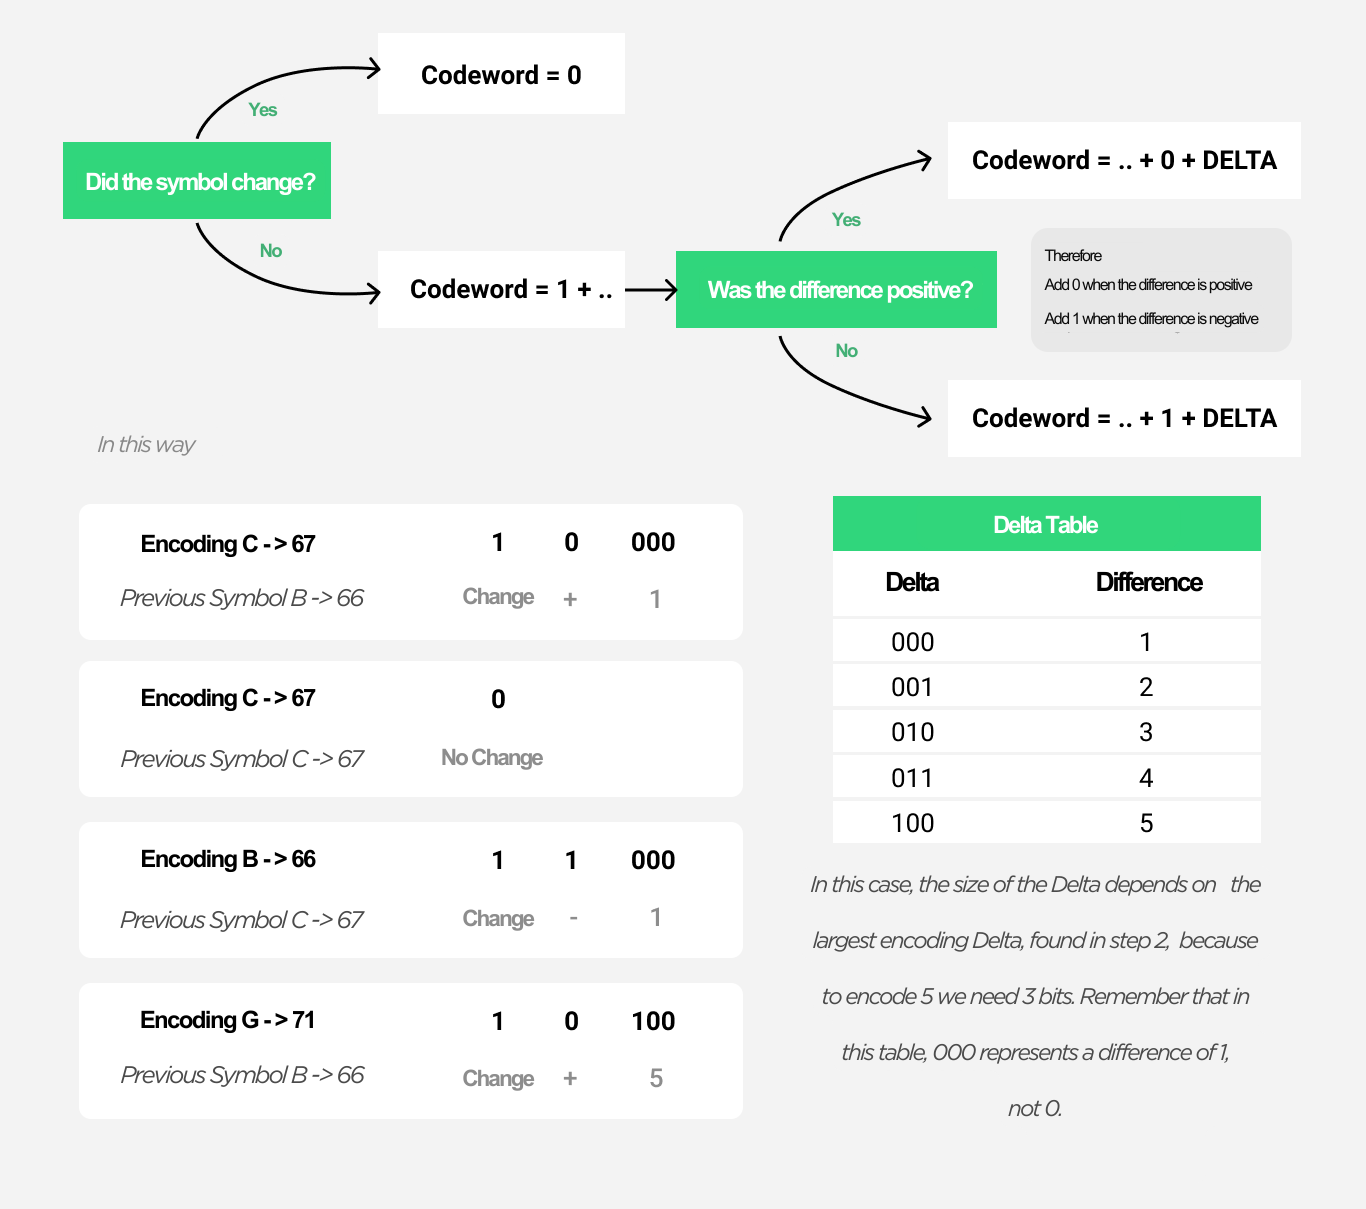 Codeword = 0
Yes
Did the symbol change?
No
Codeword = 1 + ..
Was the difference positive?
Yes
Codeword = .. + 0 + DELTA
Therefore
Add 0 when the difference is positive
Add 1 when the difference is negative
No
Codeword = .. + 1 + DELTA
In this way
Encoding C - > 67 1 0 000
Previous Symbol B -> 66 Change + 1
Encoding C - > 67 0
Previous Symbol C -> 67 No Change
Encoding B - > 66 1 1 000
Previous Symbol C -> 67 Change - 1
Encoding G - > 71 1 0 100
Previous Symbol B -> 66 Change + 5
Delta Table
Delta Difference
000 1
001 2
010 3
011 4
100 5
In this case, the size of the Delta depends on the
largest encoding Delta, found in step 2, because
to encode 5 we need 3 bits. Remember that in
this table, 000 represents a difference of 1,
not 0.